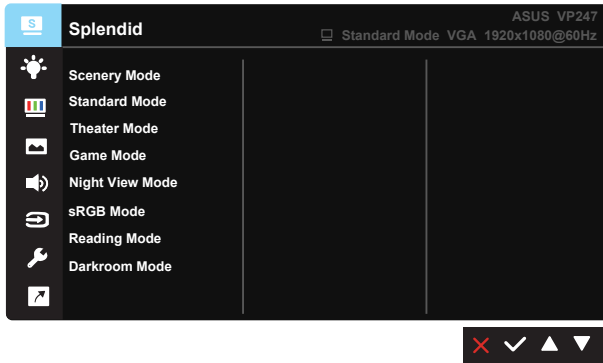 S
Splendid
ASUS VP247
Standard Mode VGA 1920x1080@60Hz
Scenery Mode
Standard Mode
Theater Mode
Game Mode
Night View Mode
sRGB Mode
Reading Mode
Darkroom Mode